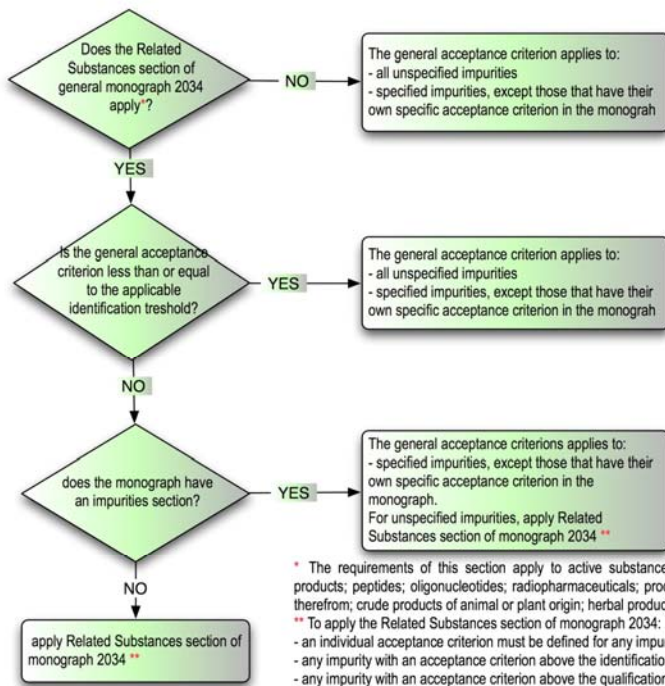 Does the Related
Substances section of
general monograph 2034
apply*?
NO
The general acceptance criterion applies to:
- all unspecified impurities
- specified impurities, except those that have their
own specific acceptance criterion in the monograh
YES
Is the general acceptance
criterion less than or equal
to the applicable
identification treshold?
YES
The general acceptance criterion applies to:
- all unspecified impurities
- specified impurities, except those that have their
own specific acceptance criterion in the monograh
NO
does the monograph have
an impurities section?
YES
The general acceptance criterions applies to:
- specified impurities, except those that have their
own specific acceptance criterion in the
monograph.
For unspecified impurities, apply Related
Substances section of monograph 2034 **
NO
apply Related Substances section of
monograph 2034 **
* The requirements of this section apply to active substance
products; peptides; oligonucleotides; radiopharmaceuticals;
therefrom; crude products of animal or plant origin; herbal
** To apply the Related Substances section of monograph 2034:
- an individual acceptance criterion must be defined for any
- any impurity with an acceptance criterion above the
- any impurity with an acceptance criterion above the qualification